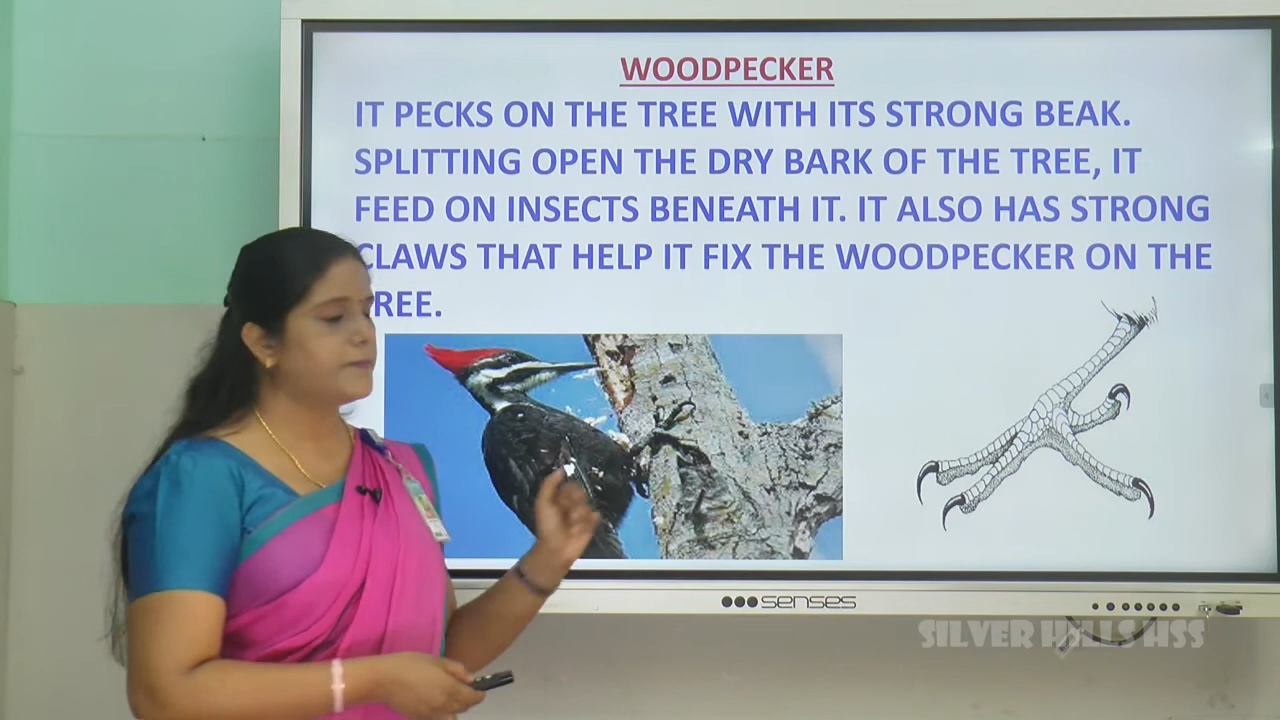 WOODPECKER
IT PECKS ON THE TREE WITH ITS STRONG BEAK.
SPLITTING OPEN THE DRY BARK OF THE TREE, IT
FEED ON INSECTS BENEATH IT. IT ALSO HAS STRONG
CLAWS THAT HELP IT FIX THE WOODPECKER ON THE
TREE.
senses
SILVER HILLS HSS